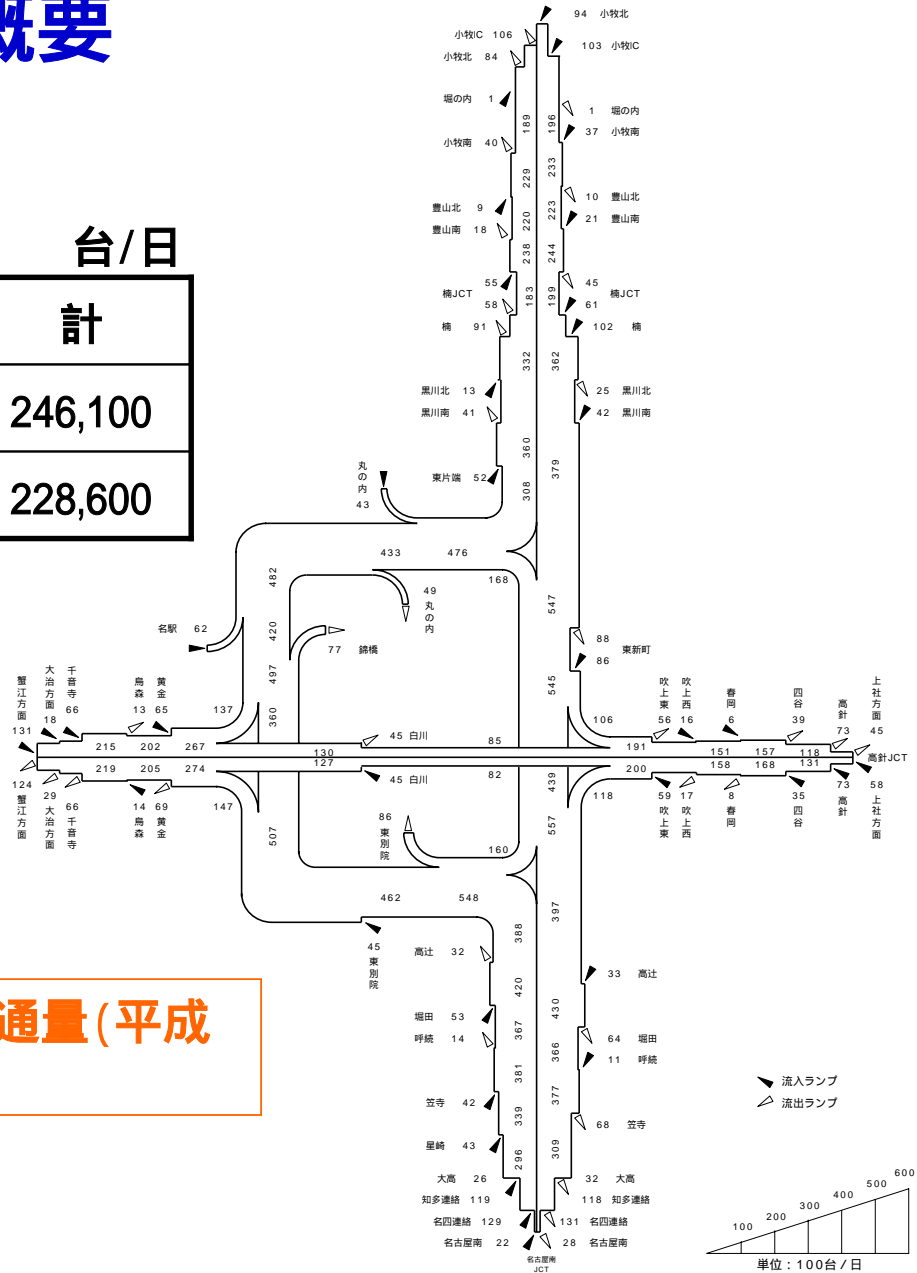 概要
台/日
計
246,100
228,600
94 小牧北
小牧IC 106
103 小牧IC
小牧北 84
堀の内 1
1 堀の内
189
196
37 小牧南
小牧南 40
229
233
10 豊山北
豊山北 9
220
223
21 豊山南
豊山南 18
238
244
55
45
楠JCT
183
199
楠JCT
58
61
楠 91
102 楠
332
362
黒川北 13
25 黒川北
黒川南 41
42 黒川南
360
379
丸の内
43
東片端 52
308
433
476
168
482
49
丸の内
547
420
名駅 62
77 錦橋
88
東新町
86
497
545
蟹江方面
131
大治方面
18
千音寺
66
烏森
13
黄金
65
137
360
106
吹上東
56
吹上西
16
春岡
6
四谷
39
高針
73
上社方面
45
215
202
267
130
45 白川
85
191
151
157
118
高針JCT
219
205
274
127
45 白川
82
439
200
158
168
131
124
蟹江方面
29
大治方面
66
千音寺
14
烏森
69
黄金
147
118
59
吹上東
17
吹上西
8
春岡
35
四谷
73
高針
58
上社方面
86
東別院
507
557
160
462
548
397
388
45
東別院
高辻 32
33 高辻
420
430
堀田 53
64 堀田
呼続 14
367
366
11 呼続
381
377
笠寺 42
68 笠寺
339
星崎 43
296
309
大高 26
32 大高
知多連絡 119
118 知多連絡
名四連絡 129
131 名四連絡
名古屋南 22
28 名古屋南
名古屋南
JCT
通量(平成
流入ランプ
流出ランプ
100
200
300
400
500
600
単位:100台/日